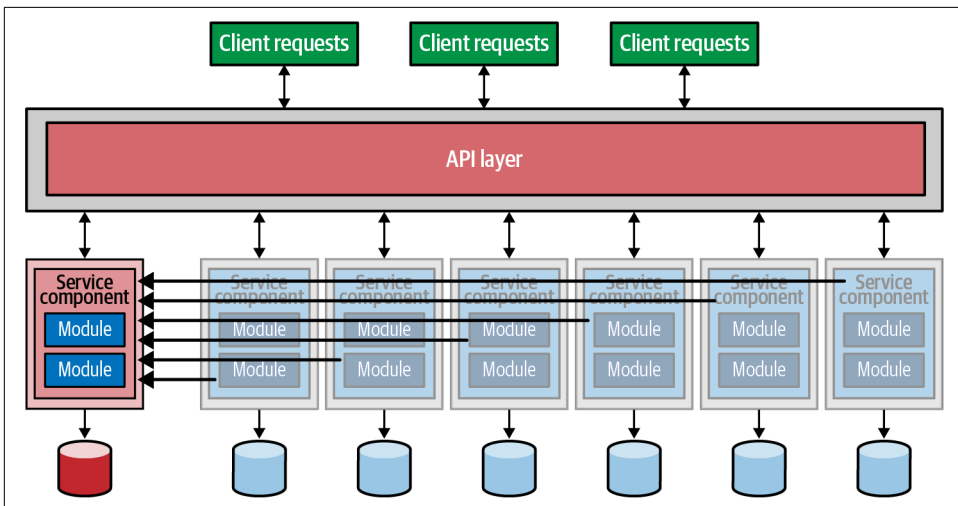 Client requests
Client requests
Client requests
API layer
Service
component
Module
Module
Service
component
Module
Module
Service
component
Module
Module
Service
component
Module
Module
Service
component
Module
Module
Service
component
Module
Module
Service
component
Module
Module